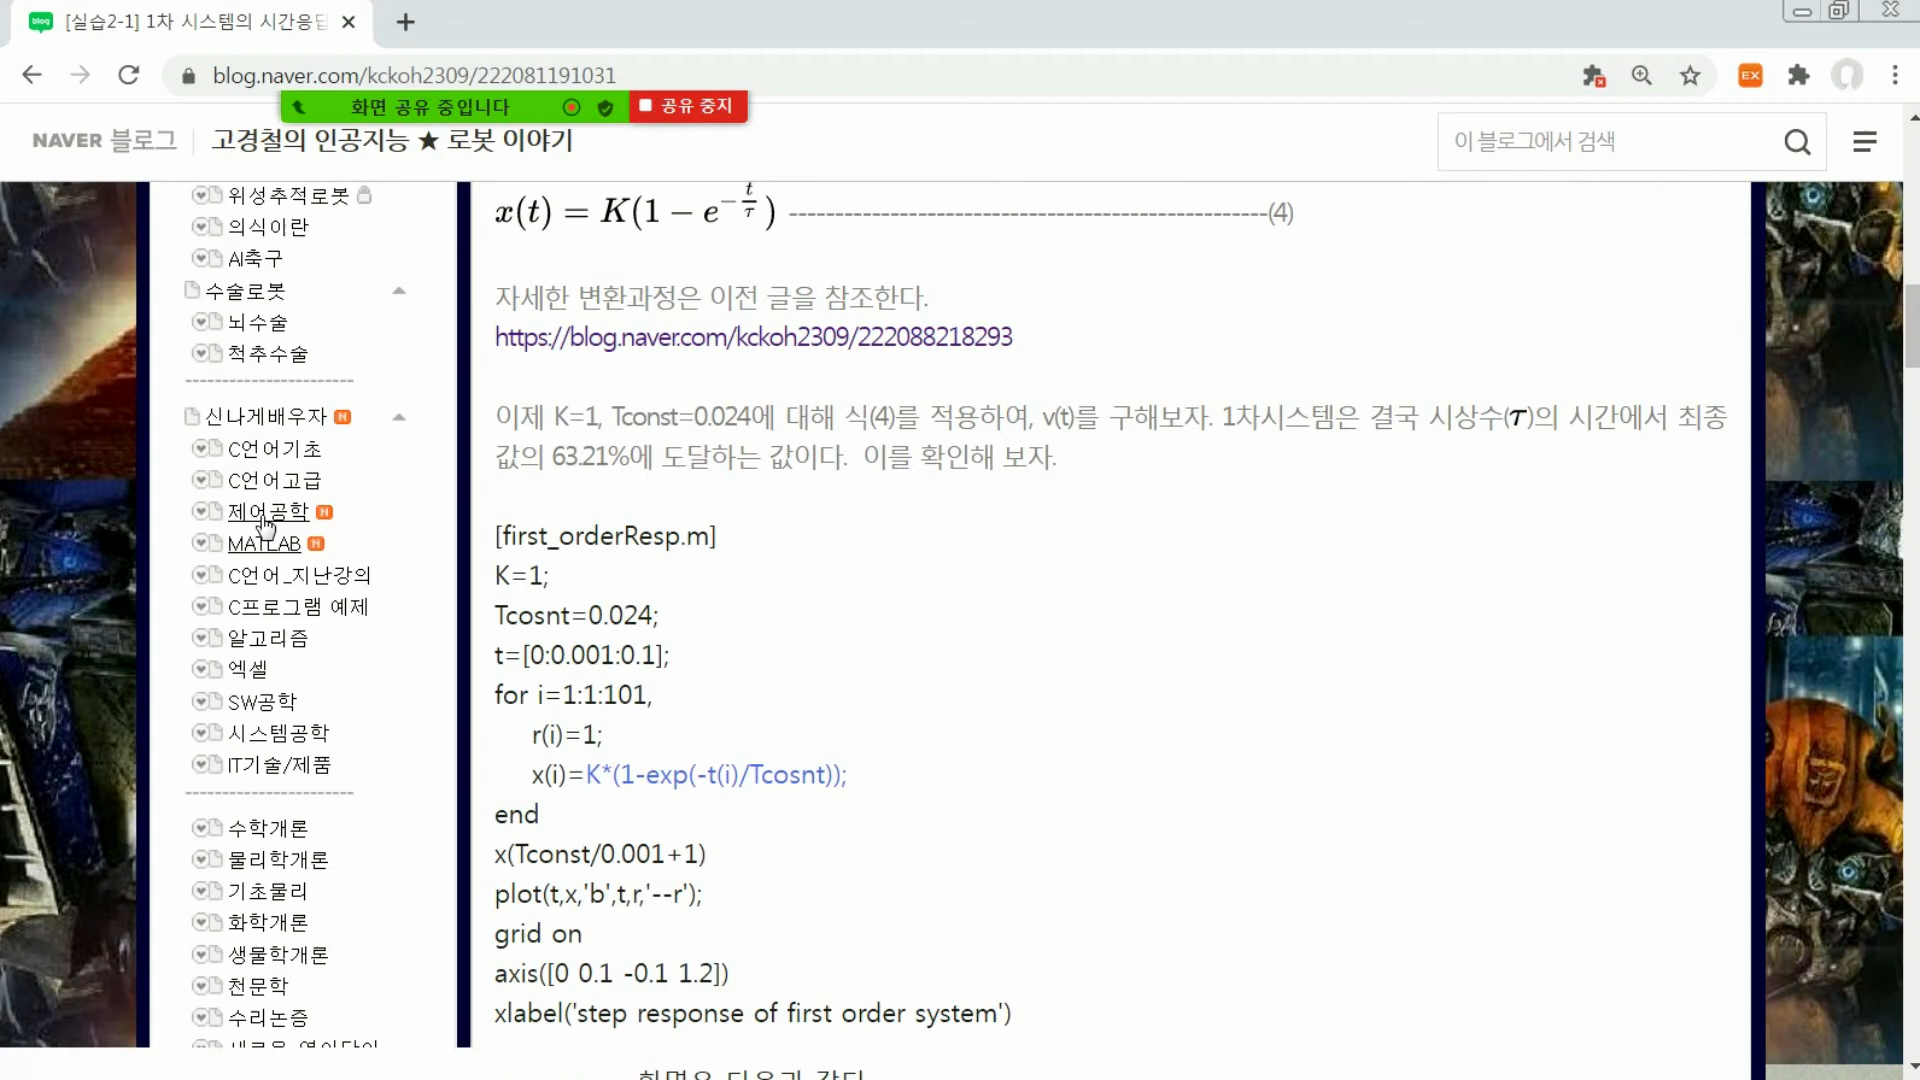 [실습2-1] 1차 시스템의 시간응답
blog.naver.com/kckoh2309/222081191031
EX
화면 공유 중입니다
공유 중지
NAVER 블로그
고경철의 인공지능 ★ 로봇 이야기
이 블로그에서 검색
위성추적로봇
의식이란
AI축구
수술로봇
뇌수술
척추수술
------------------------
신나게배우자 N
C언어기초
C언어고급
제어공학 N
MATLAB N
C언어_지난강의
C프로그램 예제
알고리즘
엑셀
SW공학
시스템공학
IT기술/제품
------------------------
수학개론
물리학개론
기초물리
화학개론
생물학개론
천문학
수리논증
x(t) = K(1 − e^{−t/τ}) ------------------------------------------------(4)
자세한 변환과정은 이전 글을 참조한다.
https://blog.naver.com/kckoh2309/222088218293
이제 K=1, Tconst=0.024에 대해 식(4)를 적용하여, v(t)를 구해보자. 1차시스템은 결국 시상수(τ)의 시간에서 최종
값의 63.21%에 도달하는 값이다. 이를 확인해 보자.
[first_orderResp.m]
K=1;
Tcosnt=0.024;
t=[0:0.001:0.1];
for i=1:1:101,
r(i)=1;
x(i)=K*(1-exp(-t(i)/Tcosnt));
end
x(Tconst/0.001+1)
plot(t,x,'b',t,r,'--r');
grid on
axis([0 0.1 -0.1 1.2])
xlabel('step response of first order system')